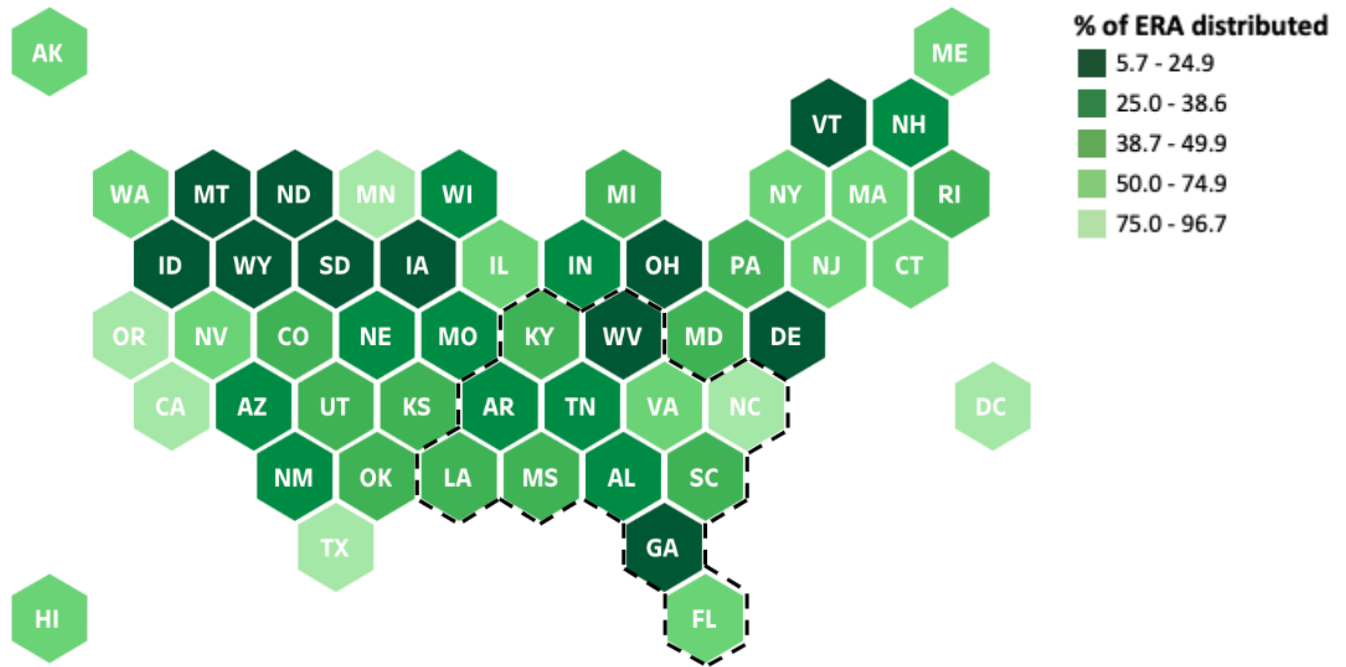 % of ERA distributed
5.7 - 24.9
25.0 - 38.6
38.7 - 49.9
50.0 - 74.9
75.0 - 96.7
AK ME
VT NH
WA MT ND MN WI MI NY MA RI
ID WY SD IA IL IN OH PA NJ CT
OR NV CO NE MO KY WV MD DE
CA AZ UT KS AR TN VA NC DC
NM OK LA MS AL SC
TX GA
HI FL